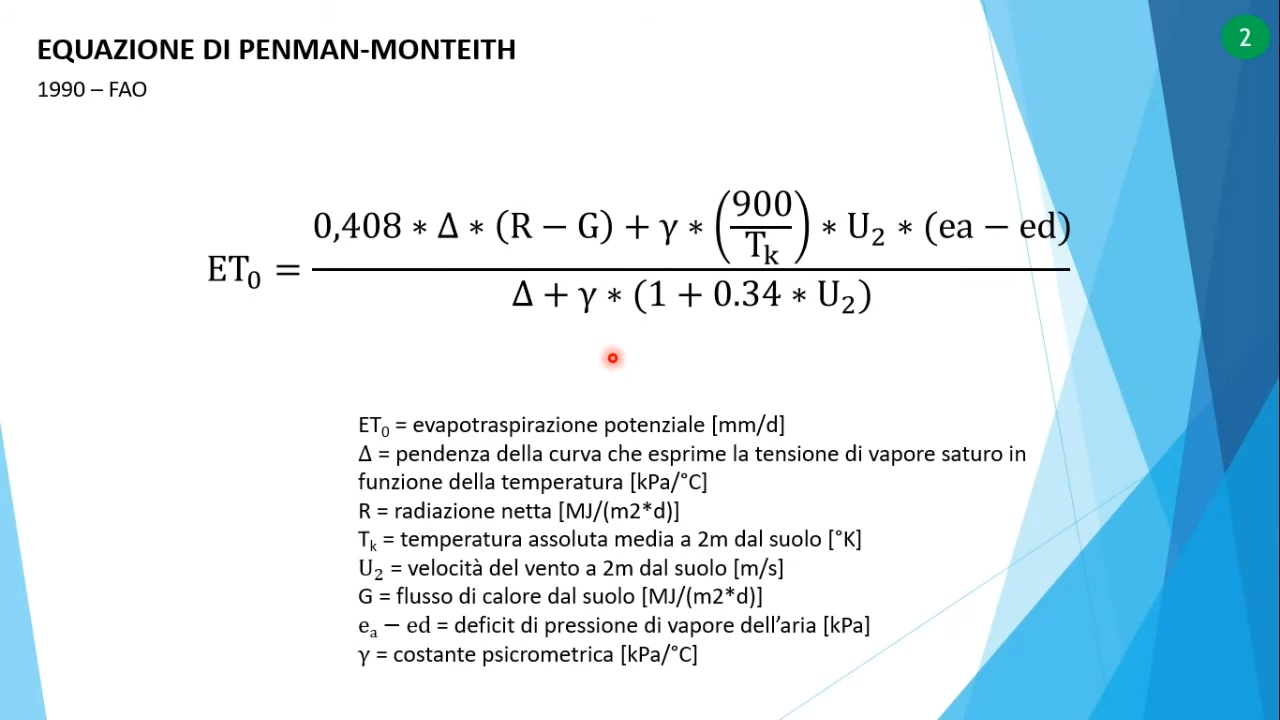 2
EQUAZIONE DI PENMAN-MONTEITH
1990 – FAO
ET₀ = (0,408 ∗ Δ ∗ (R − G) + γ ∗ (900/Tₖ) ∗ U₂ ∗ (ea − ed)) / (Δ + γ ∗ (1 + 0.34 ∗ U₂))
ET₀ = evapotraspirazione potenziale [mm/d]
Δ = pendenza della curva che esprime la tensione di vapore saturo in
funzione della temperatura [kPa/°C]
R = radiazione netta [MJ/(m2*d)]
Tₖ = temperatura assoluta media a 2m dal suolo [°K]
U₂ = velocità del vento a 2m dal suolo [m/s]
G = flusso di calore dal suolo [MJ/(m2*d)]
eₐ − ed = deficit di pressione di vapore dell’aria [kPa]
γ = costante psicrometrica [kPa/°C]